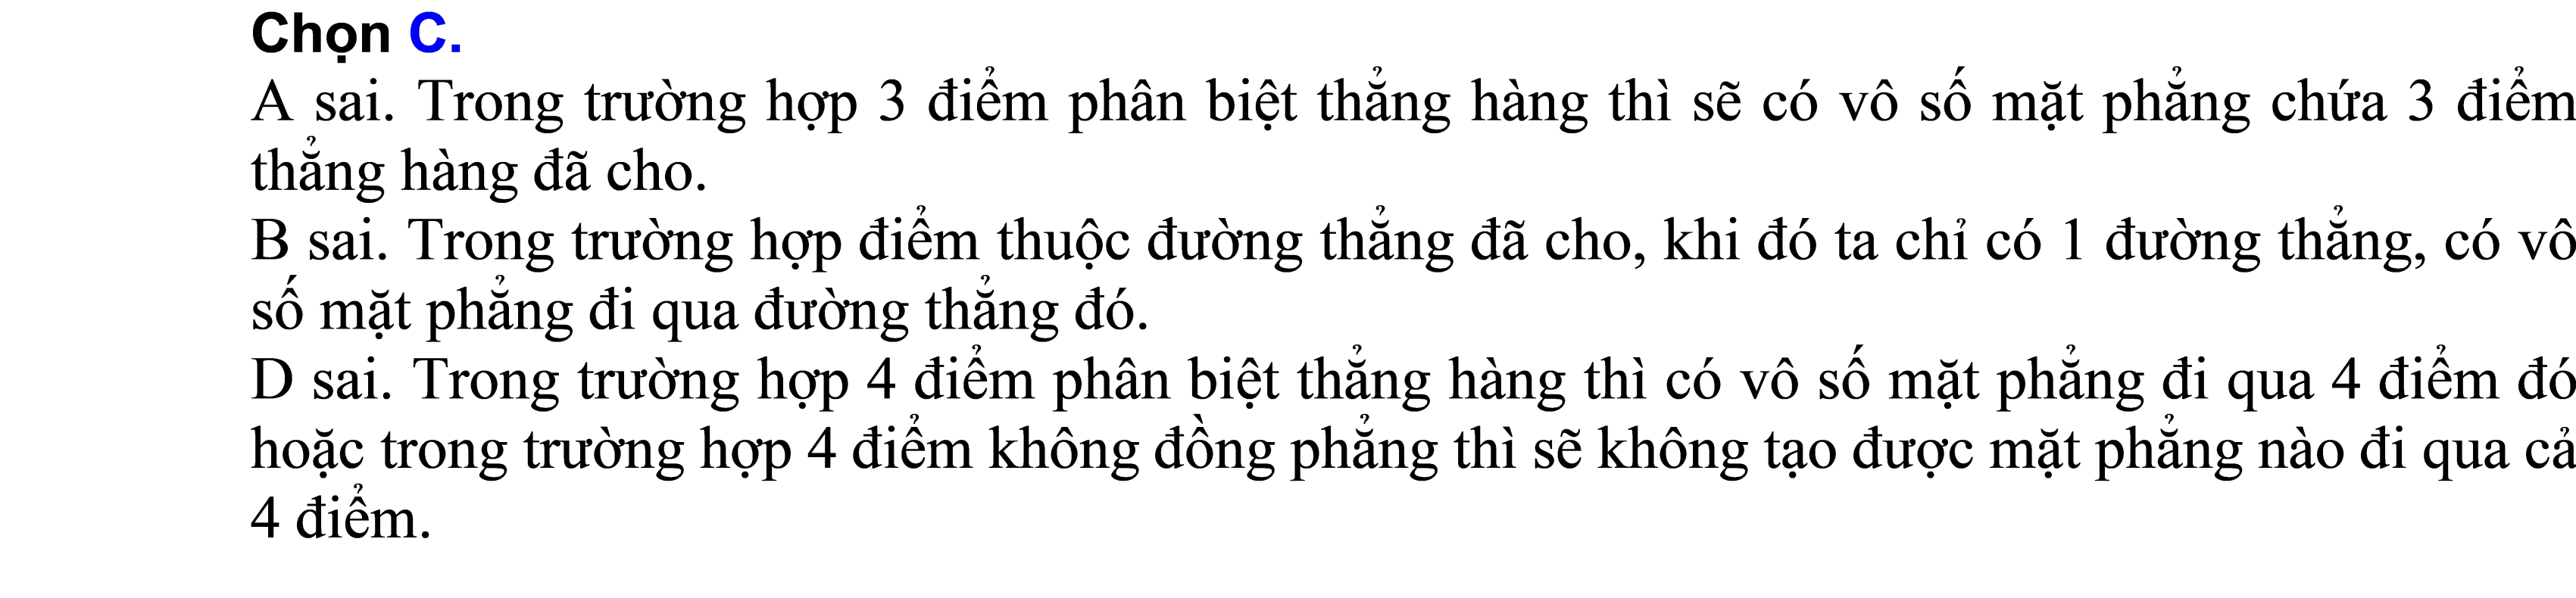 Chọn C.
A sai. Trong trường hợp 3 điểm phân biệt thẳng hàng thì sẽ có vô số mặt phẳng chứa 3 điểm
thẳng hàng đã cho.
B sai. Trong trường hợp điểm thuộc đường thẳng đã cho, khi đó ta chỉ có 1 đường thẳng, có vô
số mặt phẳng đi qua đường thẳng đó.
D sai. Trong trường hợp 4 điểm phân biệt thẳng hàng thì có vô số mặt phẳng đi qua 4 điểm đó
hoặc trong trường hợp 4 điểm không đồng phẳng thì sẽ không tạo được mặt phẳng nào đi qua cả
4 điểm.